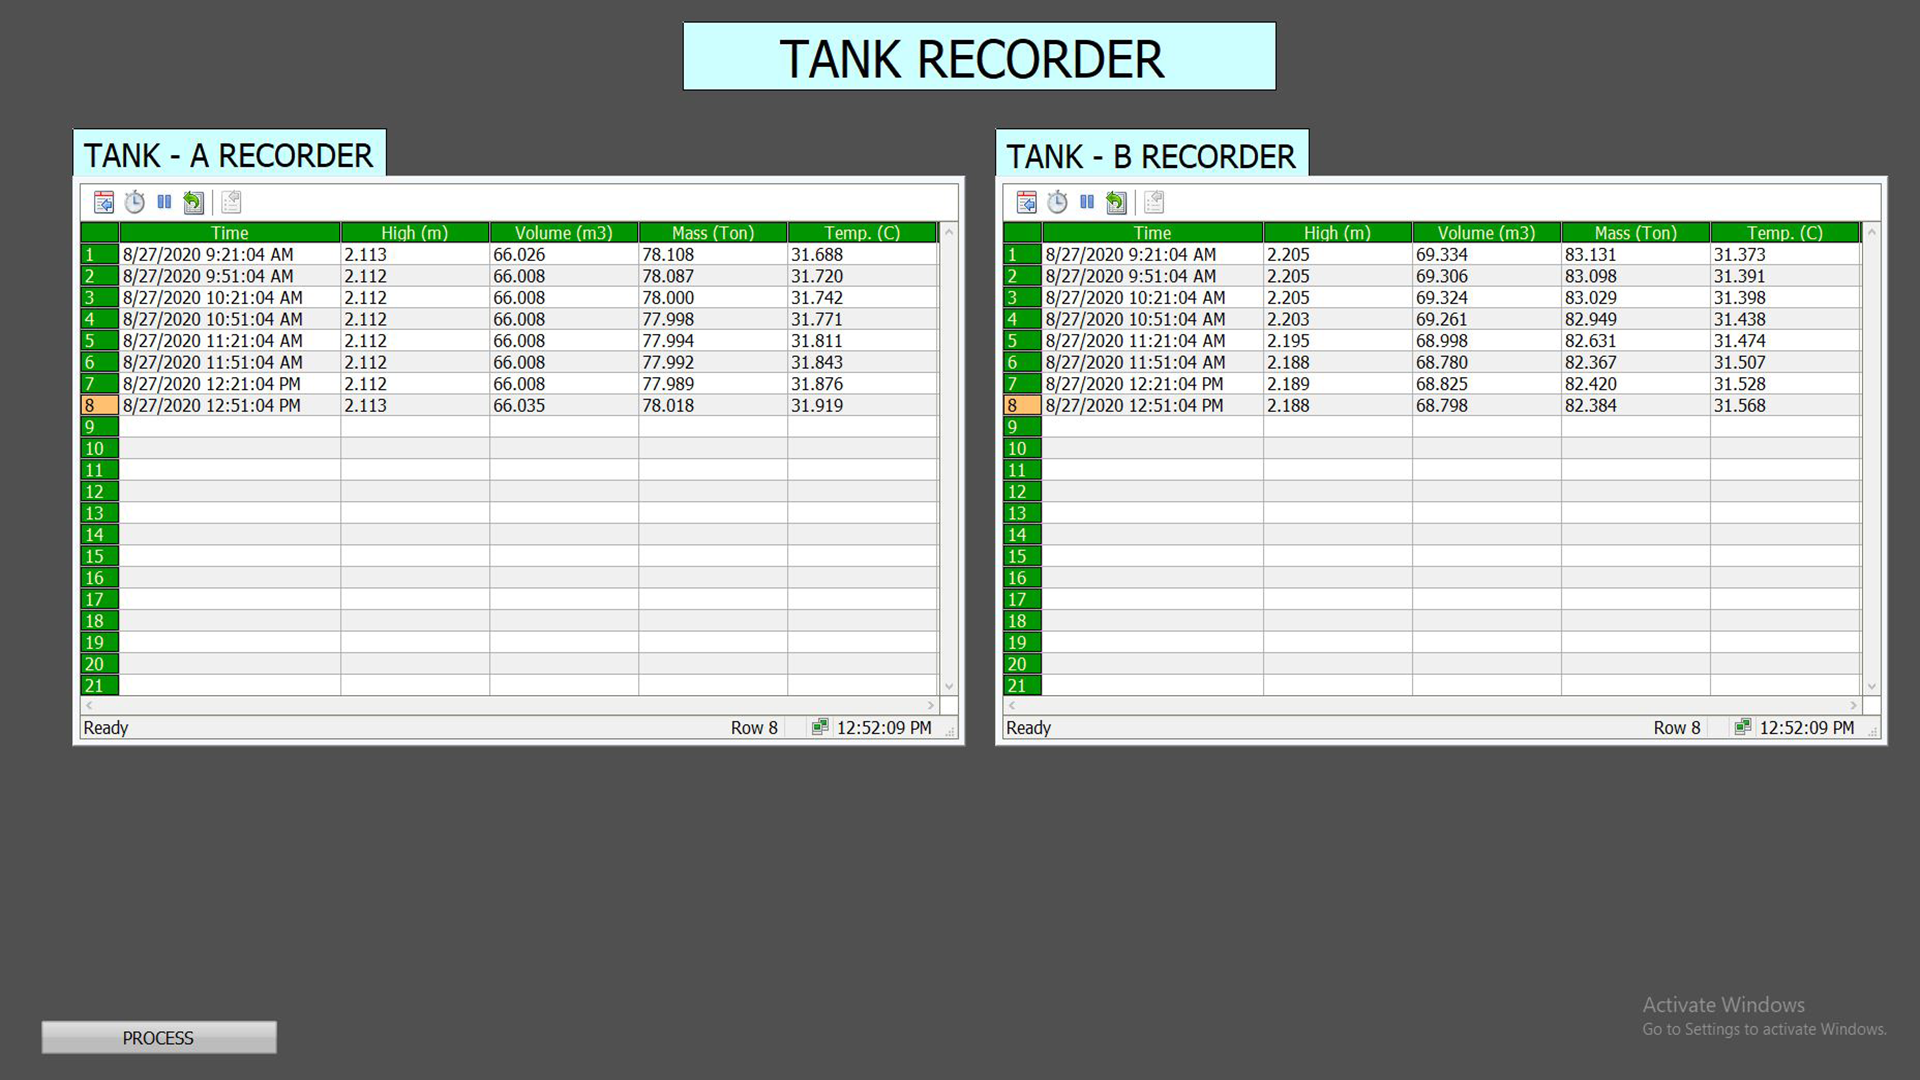 TANK RECORDER
TANK - A RECORDER
Time High (m) Volume (m3) Mass (Ton) Temp. (C)
1 8/27/2020 9:21:04 AM 2.113 66.026 78.108 31.688
2 8/27/2020 9:51:04 AM 2.112 66.008 78.087 31.720
3 8/27/2020 10:21:04 AM 2.112 66.008 78.000 31.742
4 8/27/2020 10:51:04 AM 2.112 66.008 77.998 31.771
5 8/27/2020 11:21:04 AM 2.112 66.008 77.994 31.811
6 8/27/2020 11:51:04 AM 2.112 66.008 77.992 31.843
7 8/27/2020 12:21:04 PM 2.112 66.008 77.989 31.876
8 8/27/2020 12:51:04 PM 2.113 66.035 78.018 31.919
9
10
11
12
13
14
15
16
17
18
19
20
21
Ready Row 8 12:52:09 PM
TANK - B RECORDER
Time High (m) Volume (m3) Mass (Ton) Temp. (C)
1 8/27/2020 9:21:04 AM 2.205 69.334 83.131 31.373
2 8/27/2020 9:51:04 AM 2.205 69.306 83.098 31.391
3 8/27/2020 10:21:04 AM 2.205 69.324 83.029 31.398
4 8/27/2020 10:51:04 AM 2.203 69.261 82.949 31.438
5 8/27/2020 11:21:04 AM 2.195 68.998 82.631 31.474
6 8/27/2020 11:51:04 AM 2.188 68.780 82.367 31.507
7 8/27/2020 12:21:04 PM 2.189 68.825 82.420 31.528
8 8/27/2020 12:51:04 PM 2.188 68.798 82.384 31.568
9
10
11
12
13
14
15
16
17
18
19
20
21
Ready Row 8 12:52:09 PM
PROCESS
Activate Windows
Go to Settings to activate Windows.